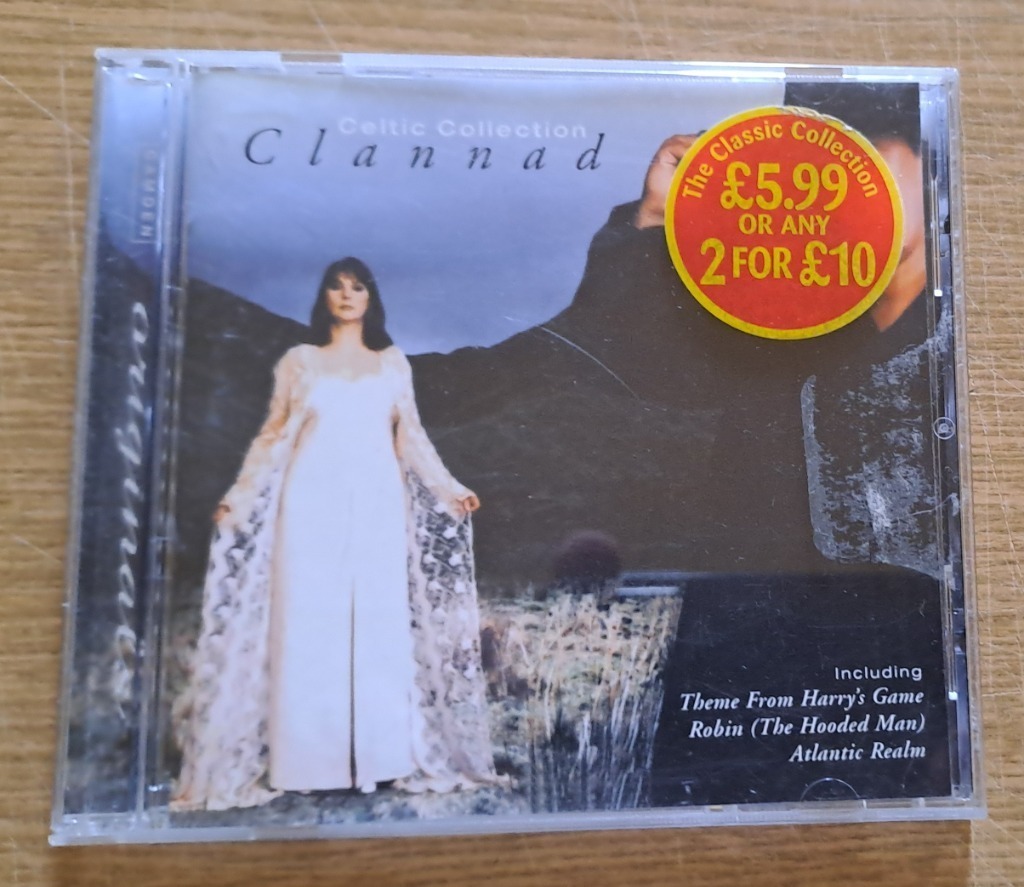 Celtic Collection
Clannad
The Classic Collection
£5.99
OR ANY
2 FOR £10
Including
Theme From Harry's Game
Robin (The Hooded Man)
Atlantic Realm
CAMDEN